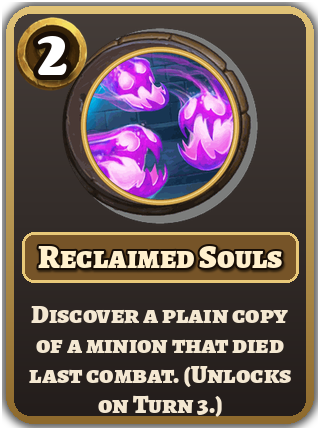 2
Reclaimed Souls
Discover a plain copy
of a minion that died
last combat. (Unlocks
on Turn 3.)